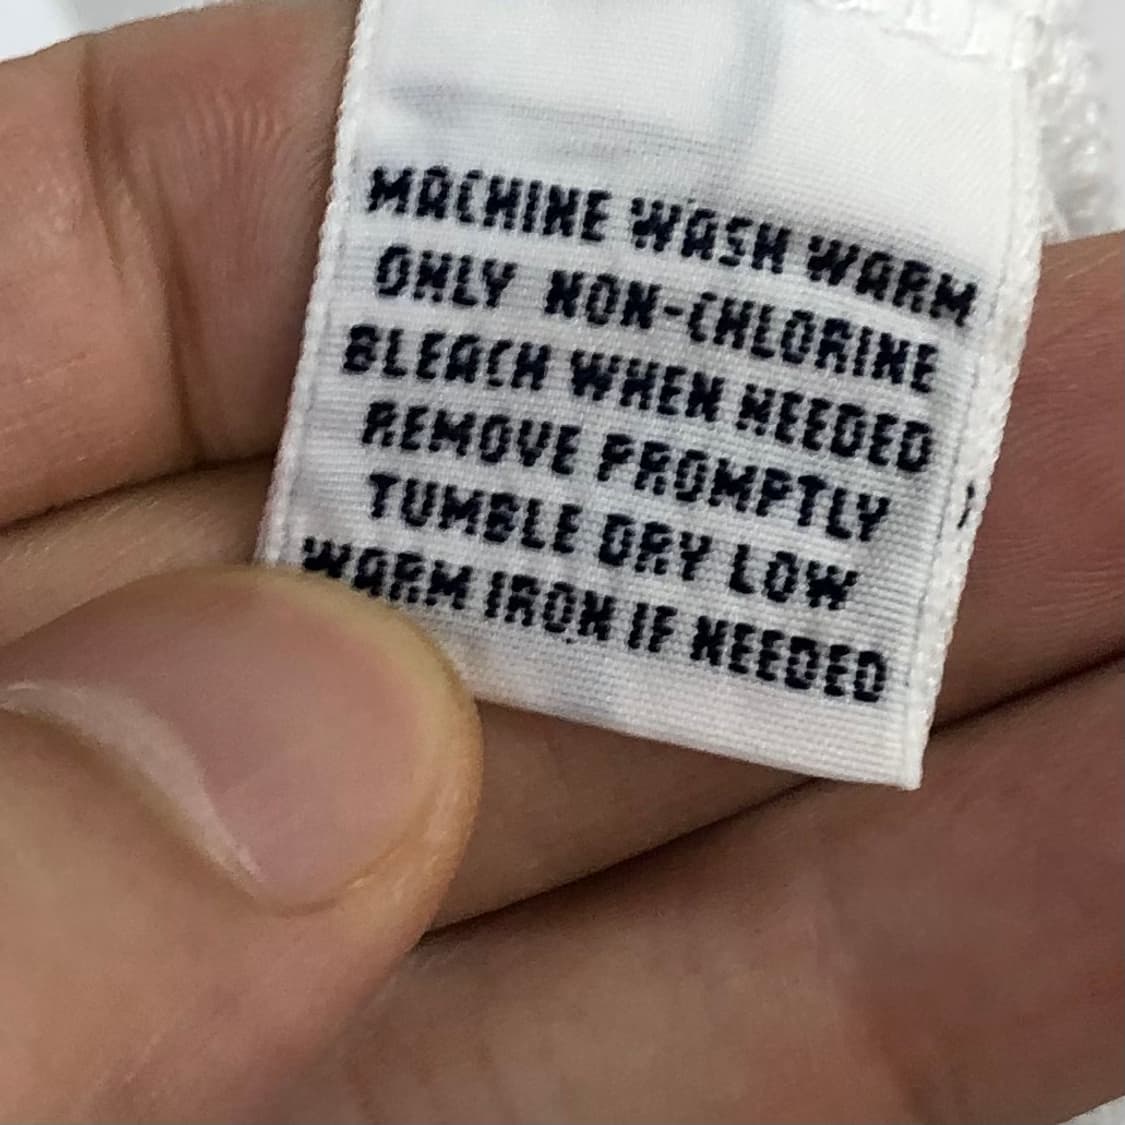 MACHINE WASH WARM
ONLY NON-CHLORINE
BLEACH WHEN NEEDED
REMOVE PROMPTLY
TUMBLE DRY LOW
WARM IRON IF NEEDED